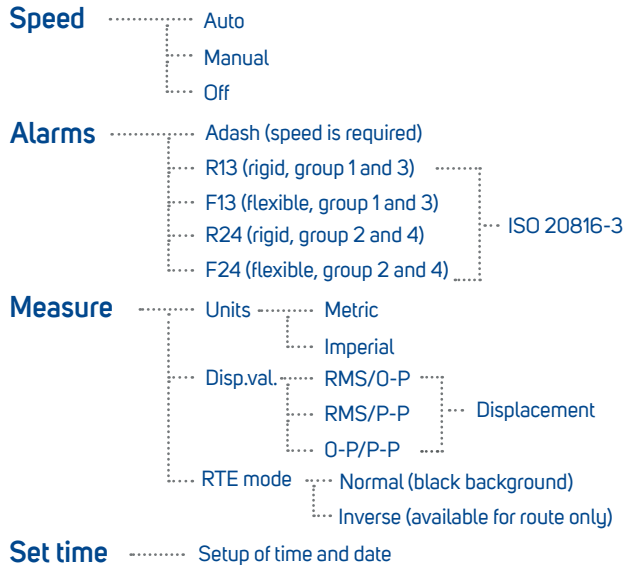 Speed Auto
Manual
Off
Alarms Adash (speed is required)
R13 (rigid, group 1 and 3)
F13 (flexible, group 1 and 3)
ISO 20816-3
R24 (rigid, group 2 and 4)
F24 (flexible, group 2 and 4)
Measure Units Metric
Imperial
Disp.val. RMS/0-P
RMS/P-P Displacement
0-P/P-P
RTE mode Normal (black background)
Inverse (available for route only)
Set time Setup of time and date